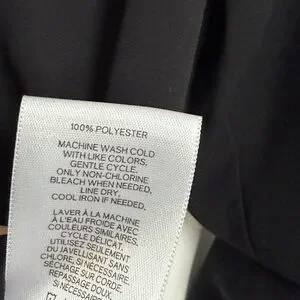 100% POLYESTER
MACHINE WASH COLD
WITH LIKE COLORS,
GENTLE CYCLE.
ONLY NON-CHLORINE
BLEACH WHEN NEEDED,
LINE DRY,
COOL IRON IF NEEDED.
LAVER À LA MACHINE
À L'EAU FROIDE AVEC
COULEURS SIMILAIRES,
CYCLE DÉLICAT.
UTILISEZ SEULEMENT
DU JAVELLISANT SANS
CHLORE, SI NÉCESSAIRE.
SÉCHAGE SUR CORDE.
REPASSAGE DOUX,
SI NÉCESSAIRE.